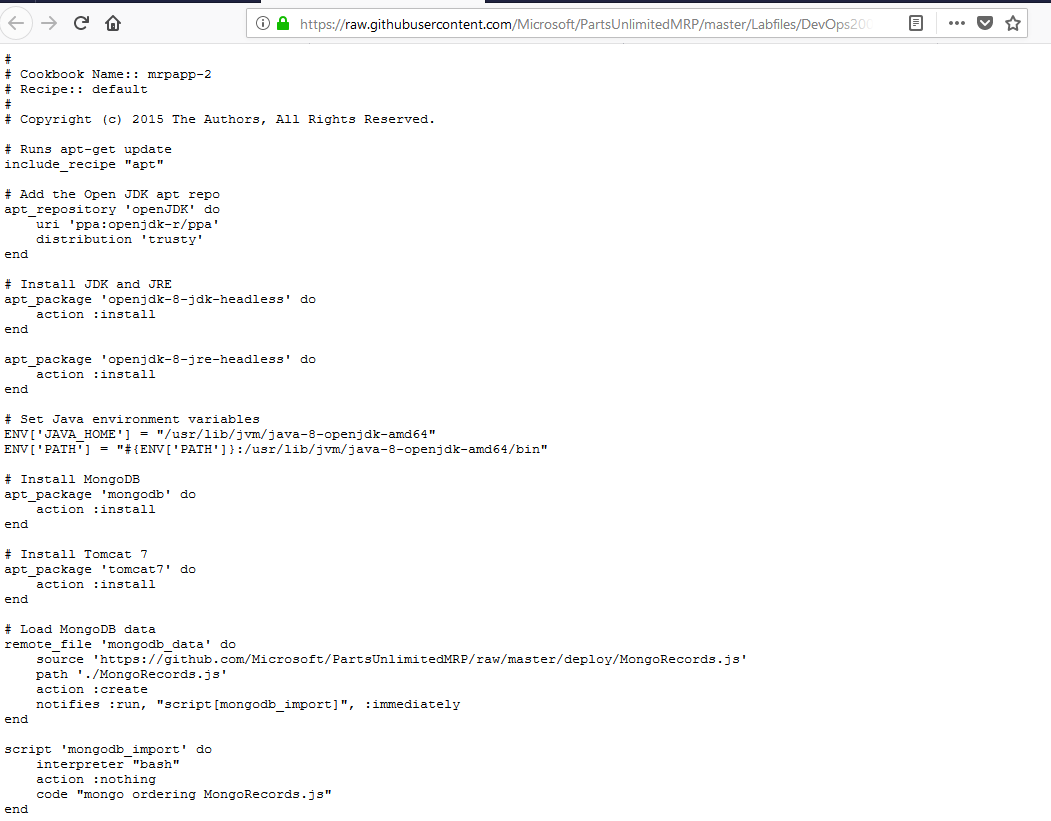 https://raw.githubusercontent.com/Microsoft/PartsUnlimitedMRP/master/Labfiles/DevOps200
#
# Cookbook Name:: mrpapp-2
# Recipe:: default
#
# Copyright (c) 2015 The Authors, All Rights Reserved.

# Runs apt-get update
include_recipe "apt"

# Add the Open JDK apt repo
apt_repository 'openJDK' do
    uri 'ppa:openjdk-r/ppa'
    distribution 'trusty'
end

# Install JDK and JRE
apt_package 'openjdk-8-jdk-headless' do
    action :install
end

apt_package 'openjdk-8-jre-headless' do
    action :install
end

# Set Java environment variables
ENV['JAVA_HOME'] = "/usr/lib/jvm/java-8-openjdk-amd64"
ENV['PATH'] = "#{ENV['PATH']}:/usr/lib/jvm/java-8-openjdk-amd64/bin"

# Install MongoDB
apt_package 'mongodb' do
    action :install
end

# Install Tomcat 7
apt_package 'tomcat7' do
    action :install
end

# Load MongoDB data
remote_file 'mongodb_data' do
    source 'https://github.com/Microsoft/PartsUnlimitedMRP/raw/master/deploy/MongoRecords.js'
    path './MongoRecords.js'
    action :create
    notifies :run, "script[mongodb_import]", :immediately
end

script 'mongodb_import' do
    interpreter "bash"
    action :nothing
    code "mongo ordering MongoRecords.js"
end